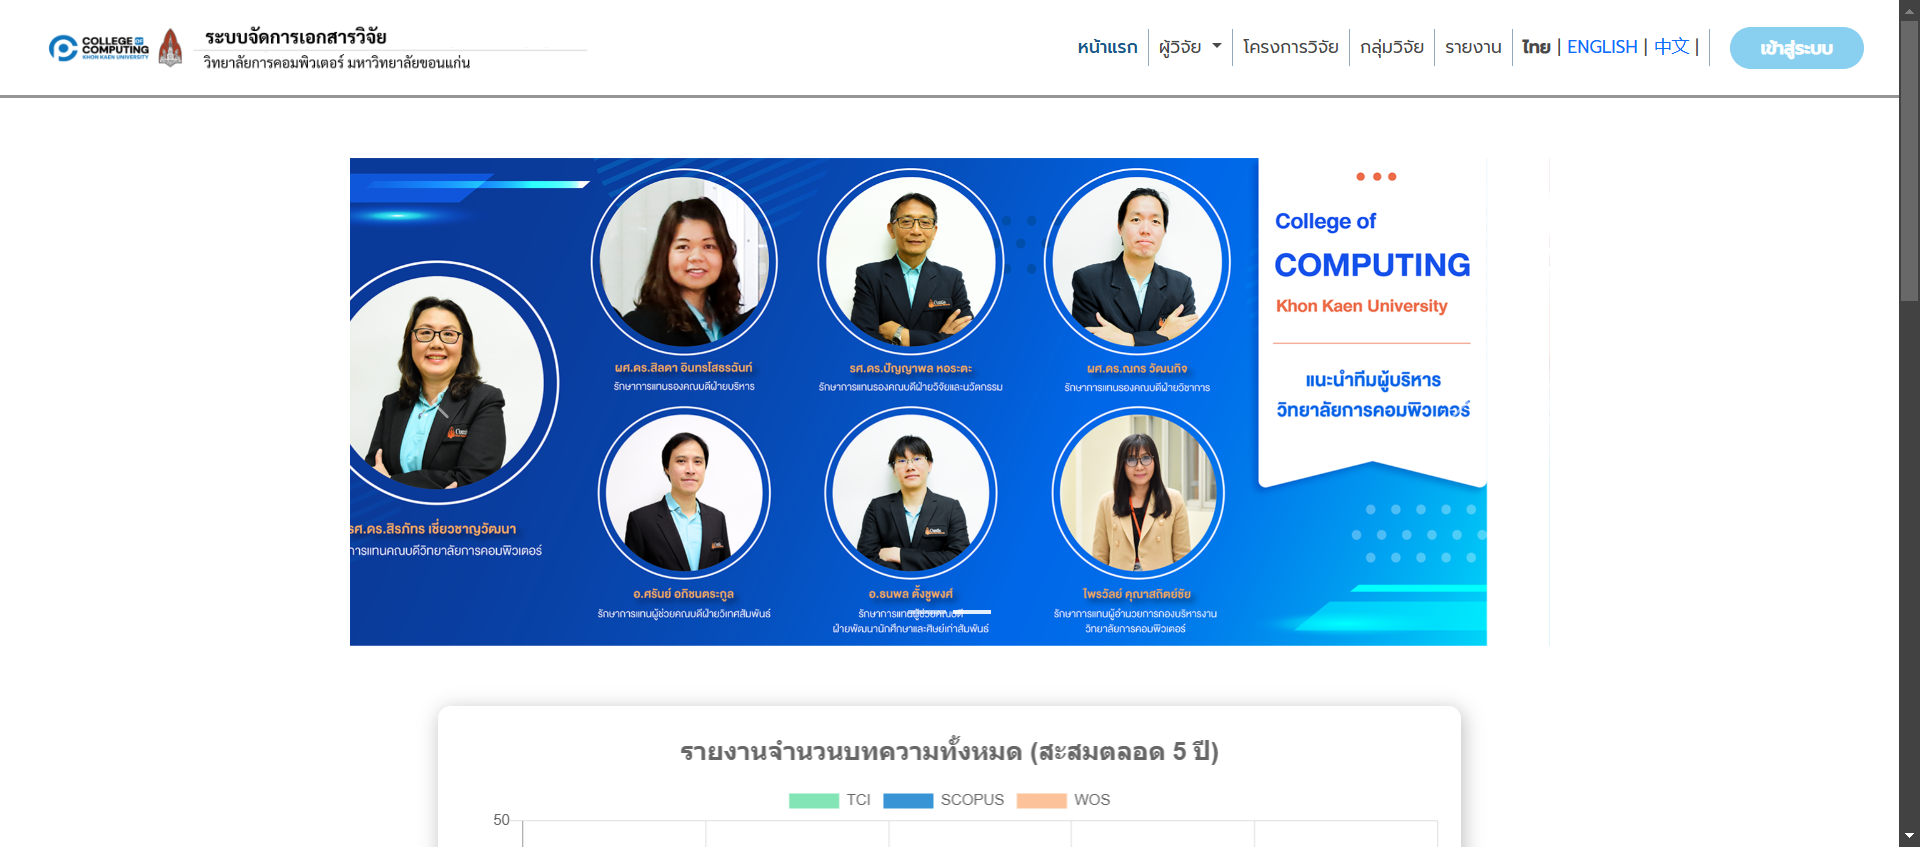 COLLEGE OF
COMPUTING
KHON KAEN UNIVERSITY
ระบบจัดการเอกสารวิจัย
วิทยาลัยการคอมพิวเตอร์ มหาวิทยาลัยขอนแก่น
หน้าแรก
ผู้วิจัย
โครงการวิจัย
กลุ่มวิจัย
รายงาน
ไทย | ENGLISH | 中文 |
เข้าสู่ระบบ
College of
COMPUTING
Khon Kaen University
แนะนำทีมผู้บริหาร
วิทยาลัยการคอมพิวเตอร์
ผศ.ดร.สิลดา อินทรโสธรฉันท์
รักษาการแทนรองคณบดีฝ่ายบริหาร
รศ.ดร.ปัญญาพล หอระตะ
รักษาการแทนรองคณบดีฝ่ายวิจัยและนวัตกรรม
ผศ.ดร.ณกร วัฒนกิจ
รักษาการแทนรองคณบดีฝ่ายวิชาการ
รศ.ดร.สิรภัทร เชี่ยวชาญวัฒนา
การแทนคณบดีวิทยาลัยการคอมพิวเตอร์
อ.ศรันย์ อภิชนตระกูล
รักษาการแทนผู้ช่วยคณบดีฝ่ายวิเทศสัมพันธ์
อ.ธนพล ตั้งชูพงศ์
รักษาการแทนผู้ช่วยคณบดี
ฝ่ายพัฒนานักศึกษาและศิษย์เก่าสัมพันธ์
ไพรวัลย์ คุณาสถิตย์ชัย
รักษาการแทนผู้อำนวยการกองบริหารงาน
วิทยาลัยการคอมพิวเตอร์
รายงานจำนวนบทความทั้งหมด (สะสมตลอด 5 ปี)
TCI SCOPUS WOS
50